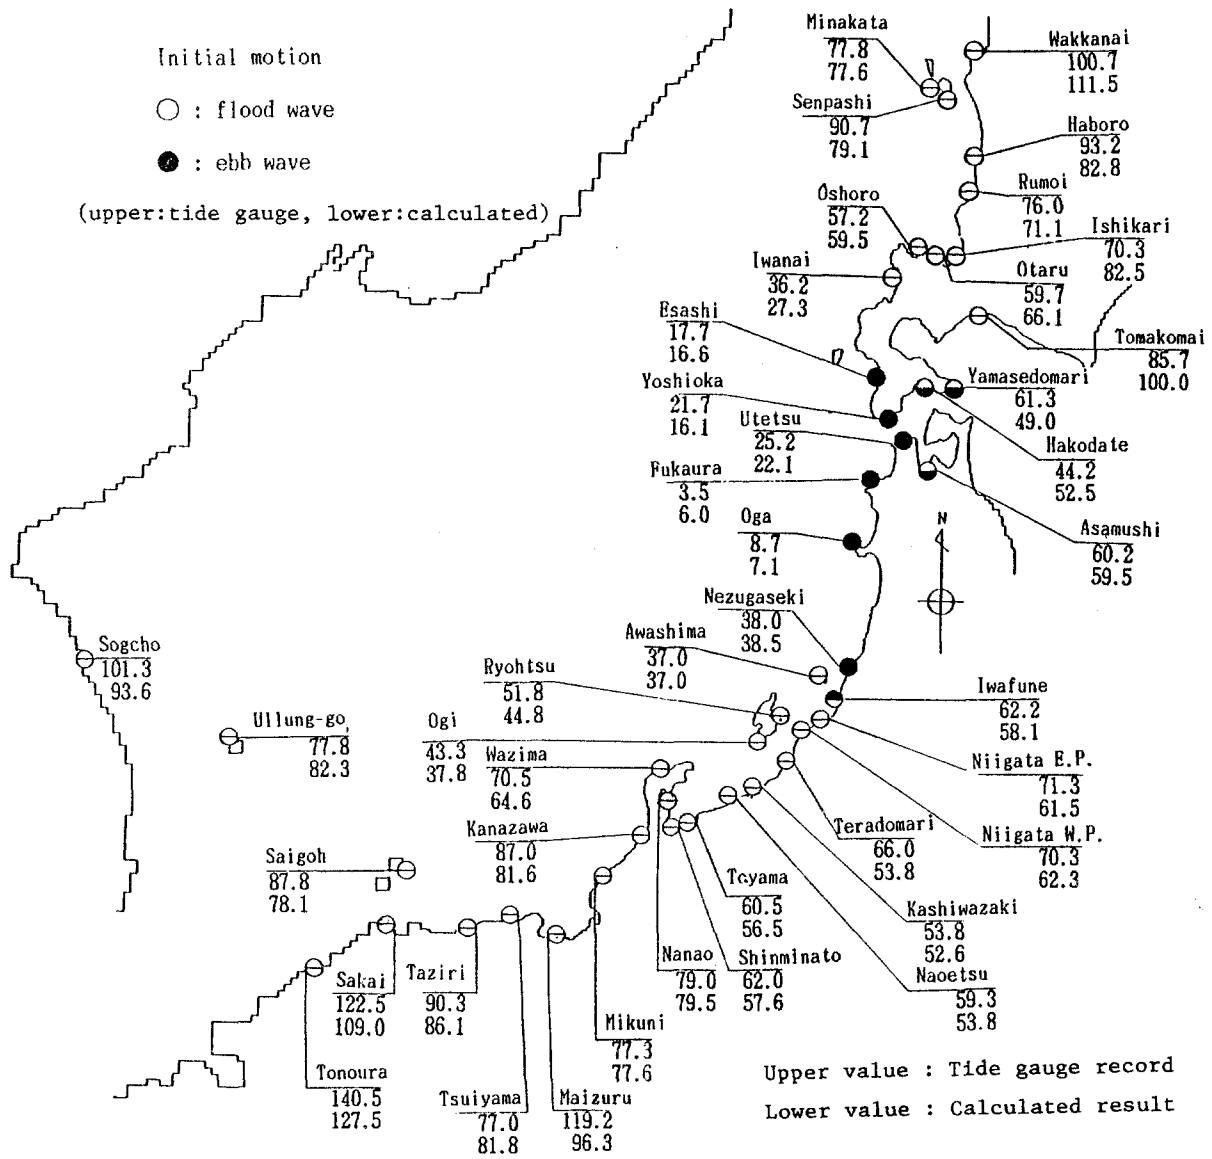 Initial motion
○ : flood wave
● : ebb wave
(upper:tide gauge, lower:calculated)
Minakata
77.8
77.6
Wakkanai
100.7
111.5
Senpashi
90.7
79.1
Haboro
93.2
82.8
Rumoi
76.0
71.1
Oshoro
57.2
59.5
Ishikari
70.3
82.5
Iwanai
36.2
27.3
Otaru
59.7
66.1
Esashi
17.7
16.6
Tomakomai
85.7
100.0
Yoshioka
21.7
16.1
Yamasedomari
61.3
49.0
Utetsu
25.2
22.1
Hakodate
44.2
52.5
Fukaura
3.5
6.0
Oga
8.7
7.1
N
Asamushi
60.2
59.5
Nezugaseki
38.0
38.5
Sogcho
101.3
93.6
Awashima
37.0
37.0
Ryohtsu
51.8
44.8
Iwafune
62.2
58.1
Ullung-go
77.8
82.3
Ogi
43.3
37.8
Wazima
70.5
64.6
Niigata E.P.
71.3
61.5
Kanazawa
87.0
81.6
Teradomari
66.0
53.8
Niigata W.P.
70.3
62.3
Saigoh
87.8
78.1
Toyama
60.5
56.5
Kashiwazaki
53.8
52.6
Sakai
122.5
109.0
Taziri
90.3
86.1
Nanao
79.0
79.5
Shinminato
62.0
57.6
Naoetsu
59.3
53.8
Mikuni
77.3
77.6
Tonoura
140.5
127.5
Tsuiyama
77.0
81.8
Maizuru
119.2
96.3
Upper value : Tide gauge record
Lower value : Calculated result